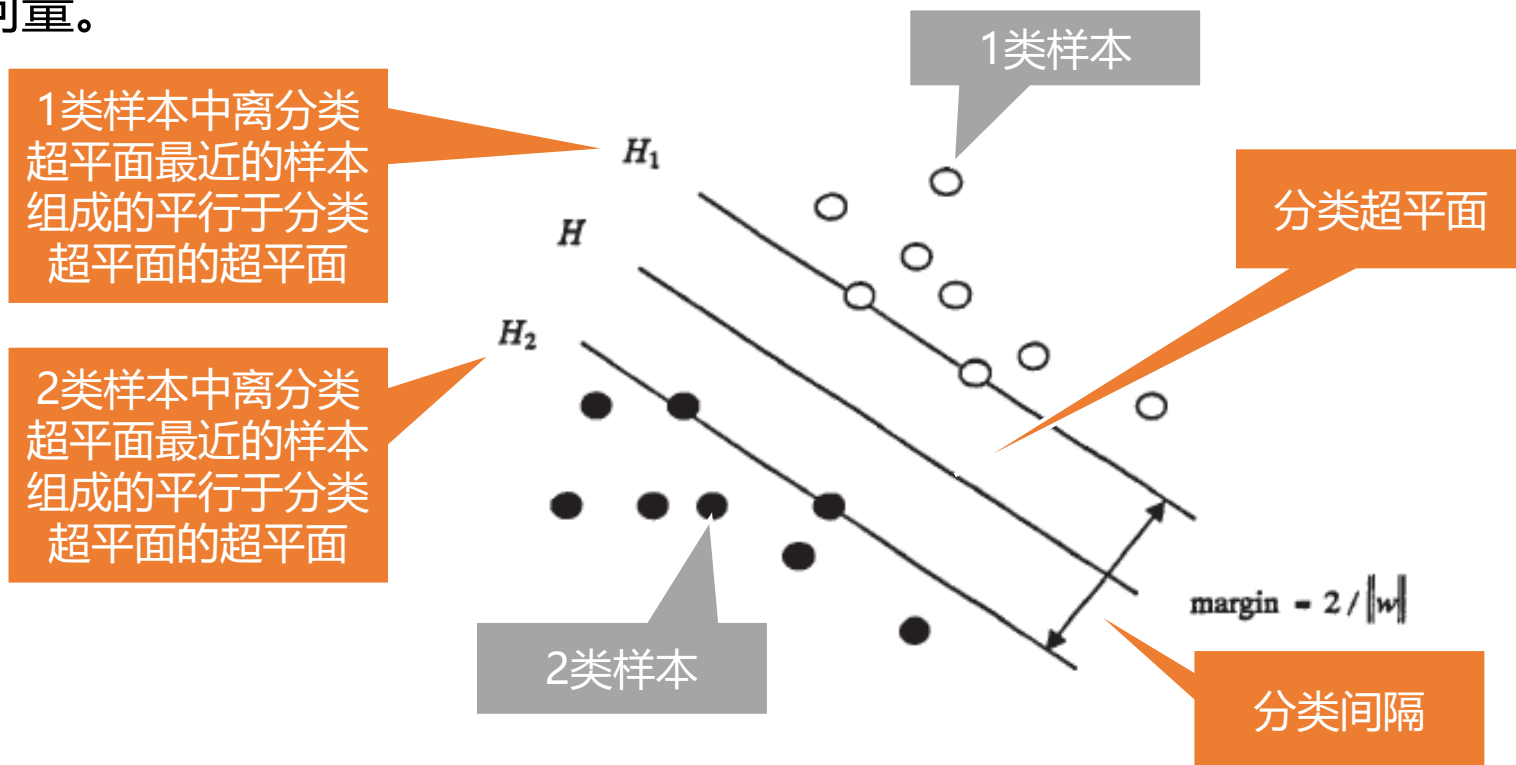 向量。
1类样本
1类样本中离分类
超平面最近的样本
组成的平行于分类
超平面的超平面
H₁
分类超平面
H
H₂
2类样本中离分类
超平面最近的样本
组成的平行于分类
超平面的超平面
margin = 2 / ‖w‖
2类样本
分类间隔